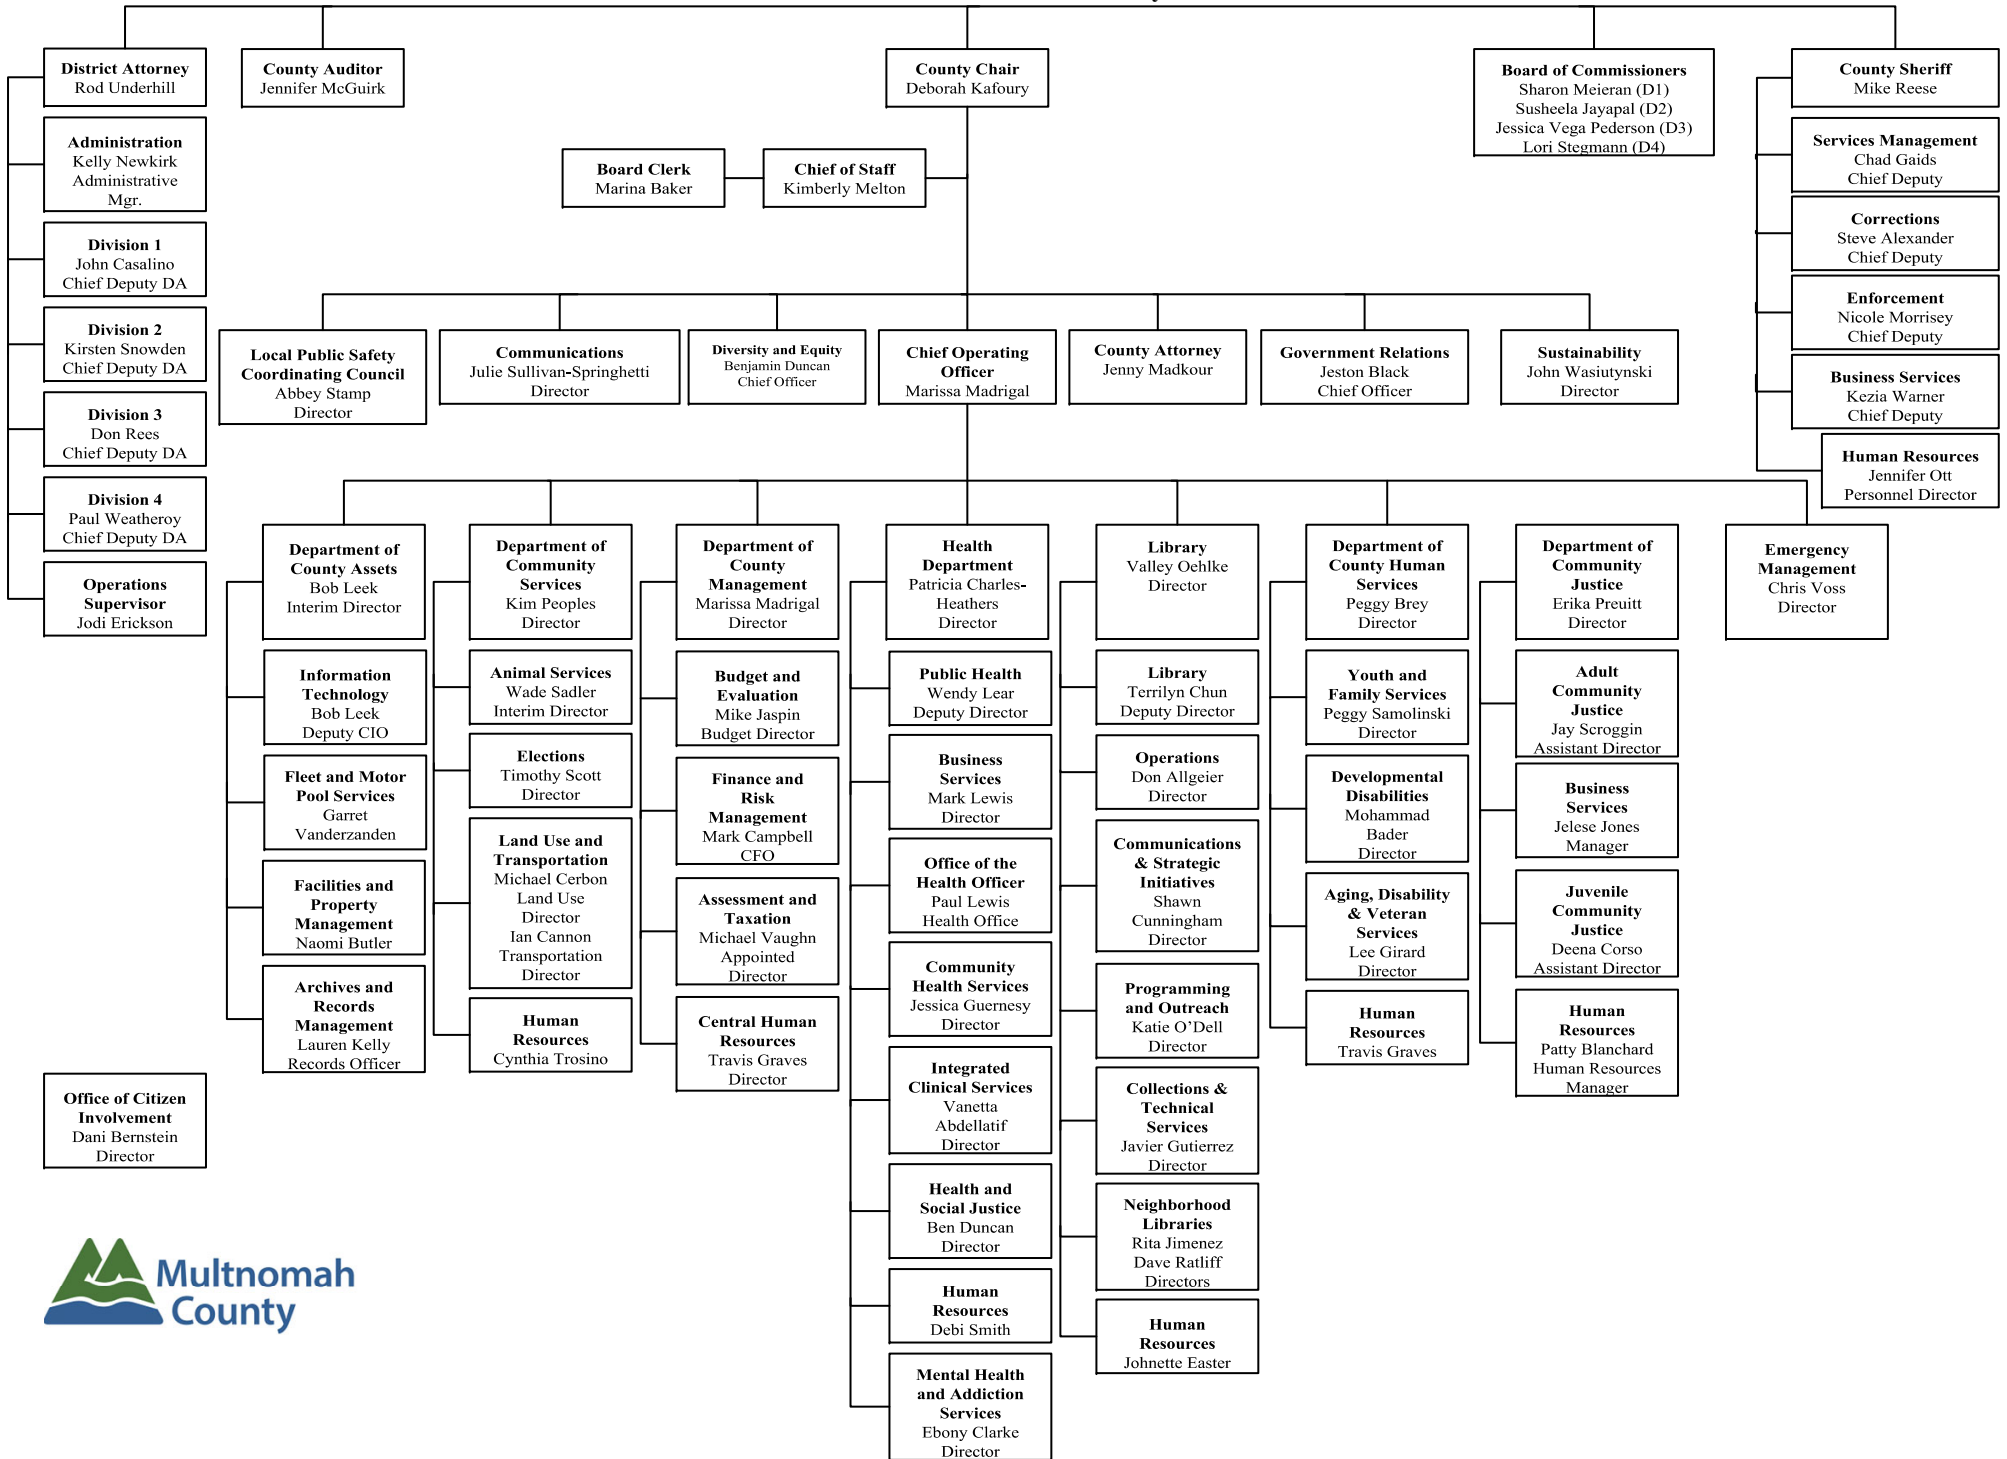 District Attorney
Rod Underhill
County Auditor
Jennifer McGuirk
County Chair
Deborah Kafoury
Board of Commissioners
Sharon Meieran (D1)
Susheela Jayapal (D2)
Jessica Vega Pederson (D3)
Lori Stegmann (D4)
County Sheriff
Mike Reese
Administration
Kelly Newkirk
Administrative
Mgr.
Division 1
John Casalino
Chief Deputy DA
Division 2
Kirsten Snowden
Chief Deputy DA
Division 3
Don Rees
Chief Deputy DA
Division 4
Paul Weatheroy
Chief Deputy DA
Operations
Supervisor
Jodi Erickson
Board Clerk
Marina Baker
Chief of Staff
Kimberly Melton
Services Management
Chad Gaids
Chief Deputy
Corrections
Steve Alexander
Chief Deputy
Enforcement
Nicole Morrisey
Chief Deputy
Business Services
Kezia Warner
Chief Deputy
Human Resources
Jennifer Ott
Personnel Director
Local Public Safety
Coordinating Council
Abbey Stamp
Director
Communications
Julie Sullivan-Springhetti
Director
Diversity and Equity
Benjamin Duncan
Chief Officer
Chief Operating
Officer
Marissa Madrigal
County Attorney
Jenny Madkour
Government Relations
Jeston Black
Chief Officer
Sustainability
John Wasiutynski
Director
Department of
County Assets
Bob Leek
Interim Director
Information
Technology
Bob Leek
Deputy CIO
Fleet and Motor
Pool Services
Garret
Vanderzanden
Facilities and
Property
Management
Naomi Butler
Archives and
Records
Management
Lauren Kelly
Records Officer
Department of
Community
Services
Kim Peoples
Director
Animal Services
Wade Sadler
Interim Director
Elections
Timothy Scott
Director
Land Use and
Transportation
Michael Cerbon
Land Use
Director
Ian Cannon
Transportation
Director
Human
Resources
Cynthia Trosino
Department of
County
Management
Marissa Madrigal
Director
Budget and
Evaluation
Mike Jaspin
Budget Director
Finance and
Risk
Management
Mark Campbell
CFO
Assessment and
Taxation
Michael Vaughn
Appointed
Director
Central Human
Resources
Travis Graves
Director
Health
Department
Patricia Charles-
Heathers
Director
Public Health
Wendy Lear
Deputy Director
Business
Services
Mark Lewis
Director
Office of the
Health Officer
Paul Lewis
Health Office
Community
Health Services
Jessica Guernesy
Director
Integrated
Clinical Services
Vanetta
Abdellatif
Director
Health and
Social Justice
Ben Duncan
Director
Human
Resources
Debi Smith
Mental Health
and Addiction
Services
Ebony Clarke
Director
Library
Valley Oehlke
Director
Library
Terrilyn Chun
Deputy Director
Operations
Don Allgeier
Director
Communications
& Strategic
Initiatives
Shawn
Cunningham
Director
Programming
and Outreach
Katie O’Dell
Director
Collections &
Technical
Services
Javier Gutierrez
Director
Neighborhood
Libraries
Rita Jimenez
Dave Ratliff
Directors
Human
Resources
Johnette Easter
Department of
County Human
Services
Peggy Brey
Director
Youth and
Family Services
Peggy Samolinski
Director
Developmental
Disabilities
Mohammad
Bader
Director
Aging, Disability
& Veteran
Services
Lee Girard
Director
Human
Resources
Travis Graves
Department of
Community
Justice
Erika Preuitt
Director
Adult
Community
Justice
Jay Scroggin
Assistant Director
Business
Services
Jelese Jones
Manager
Juvenile
Community
Justice
Deena Corso
Assistant Director
Human
Resources
Patty Blanchard
Human Resources
Manager
Emergency
Management
Chris Voss
Director
Office of Citizen
Involvement
Dani Bernstein
Director
Multnomah
County